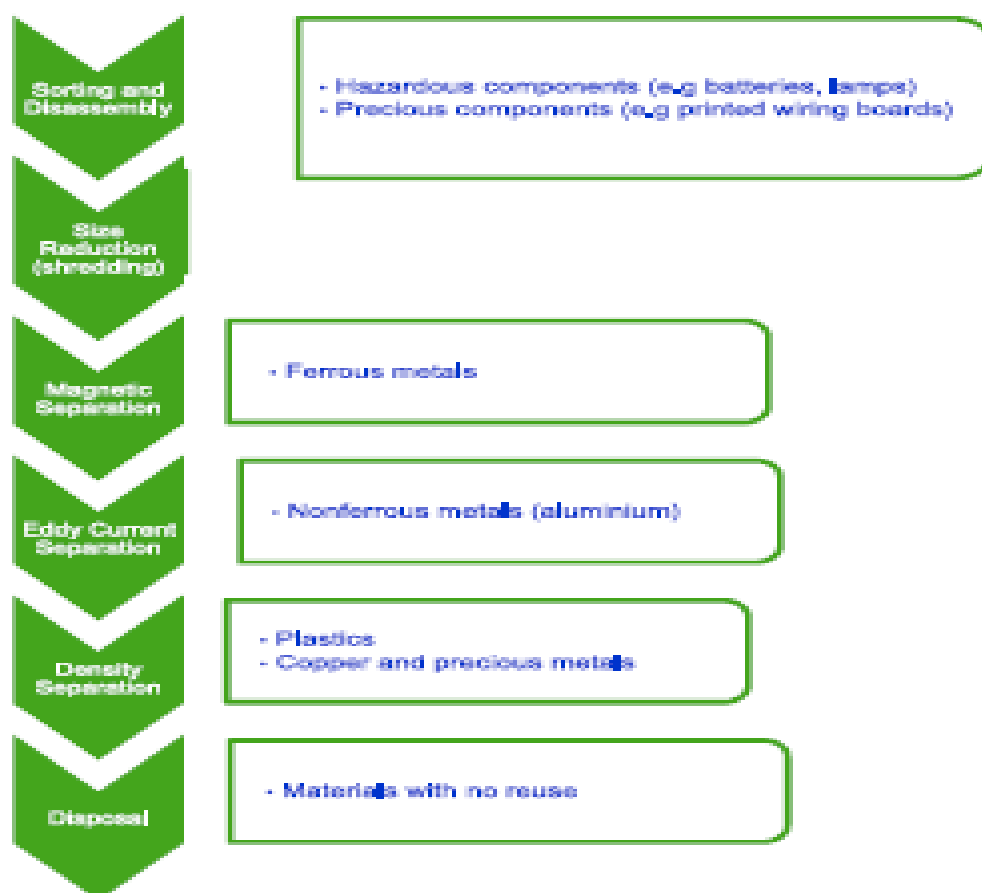 Sorting and
Disassembly
- Hazardous components (e.g batteries, lamps)
- Precious components (e.g printed wiring boards)
Size
Reduction
(shredding)
Magnetic
Separation
- Ferrous metals
Eddy Current
Separation
- Nonferrous metals (aluminium)
Density
Separation
- Plastics
- Copper and precious metals
Disposal
- Materials with no reuse